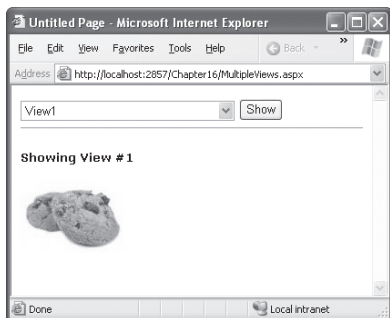 Untitled Page - Microsoft Internet Explorer
File Edit View Favorites Tools Help Back »
Address http://localhost:2857/Chapter16/MultipleViews.aspx
View1 Show
Showing View #1
Done Local intranet